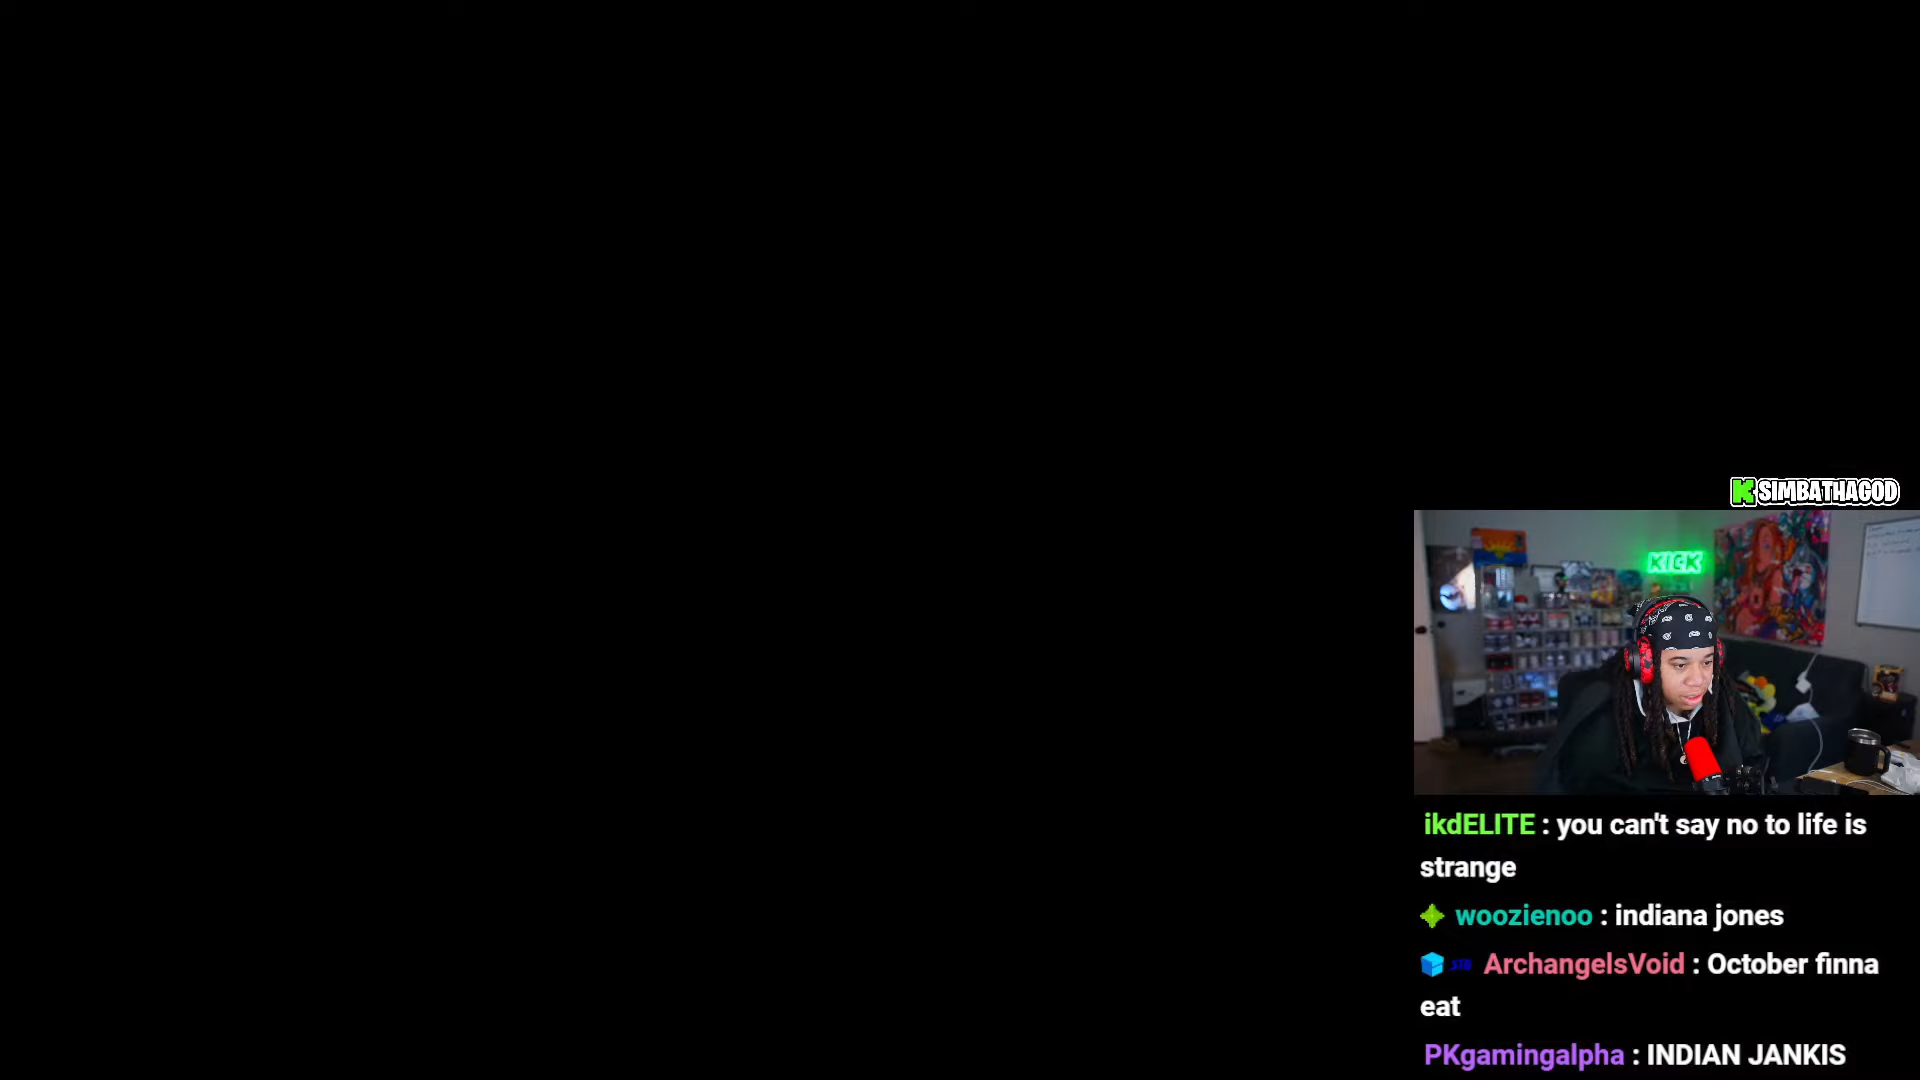 K SIMBATHAGOD
KICK
ikdELITE : you can't say no to life is
strange
woozienoo : indiana jones
ArchangelsVoid : October finna
eat
PKgamingalpha : INDIAN JANKIS